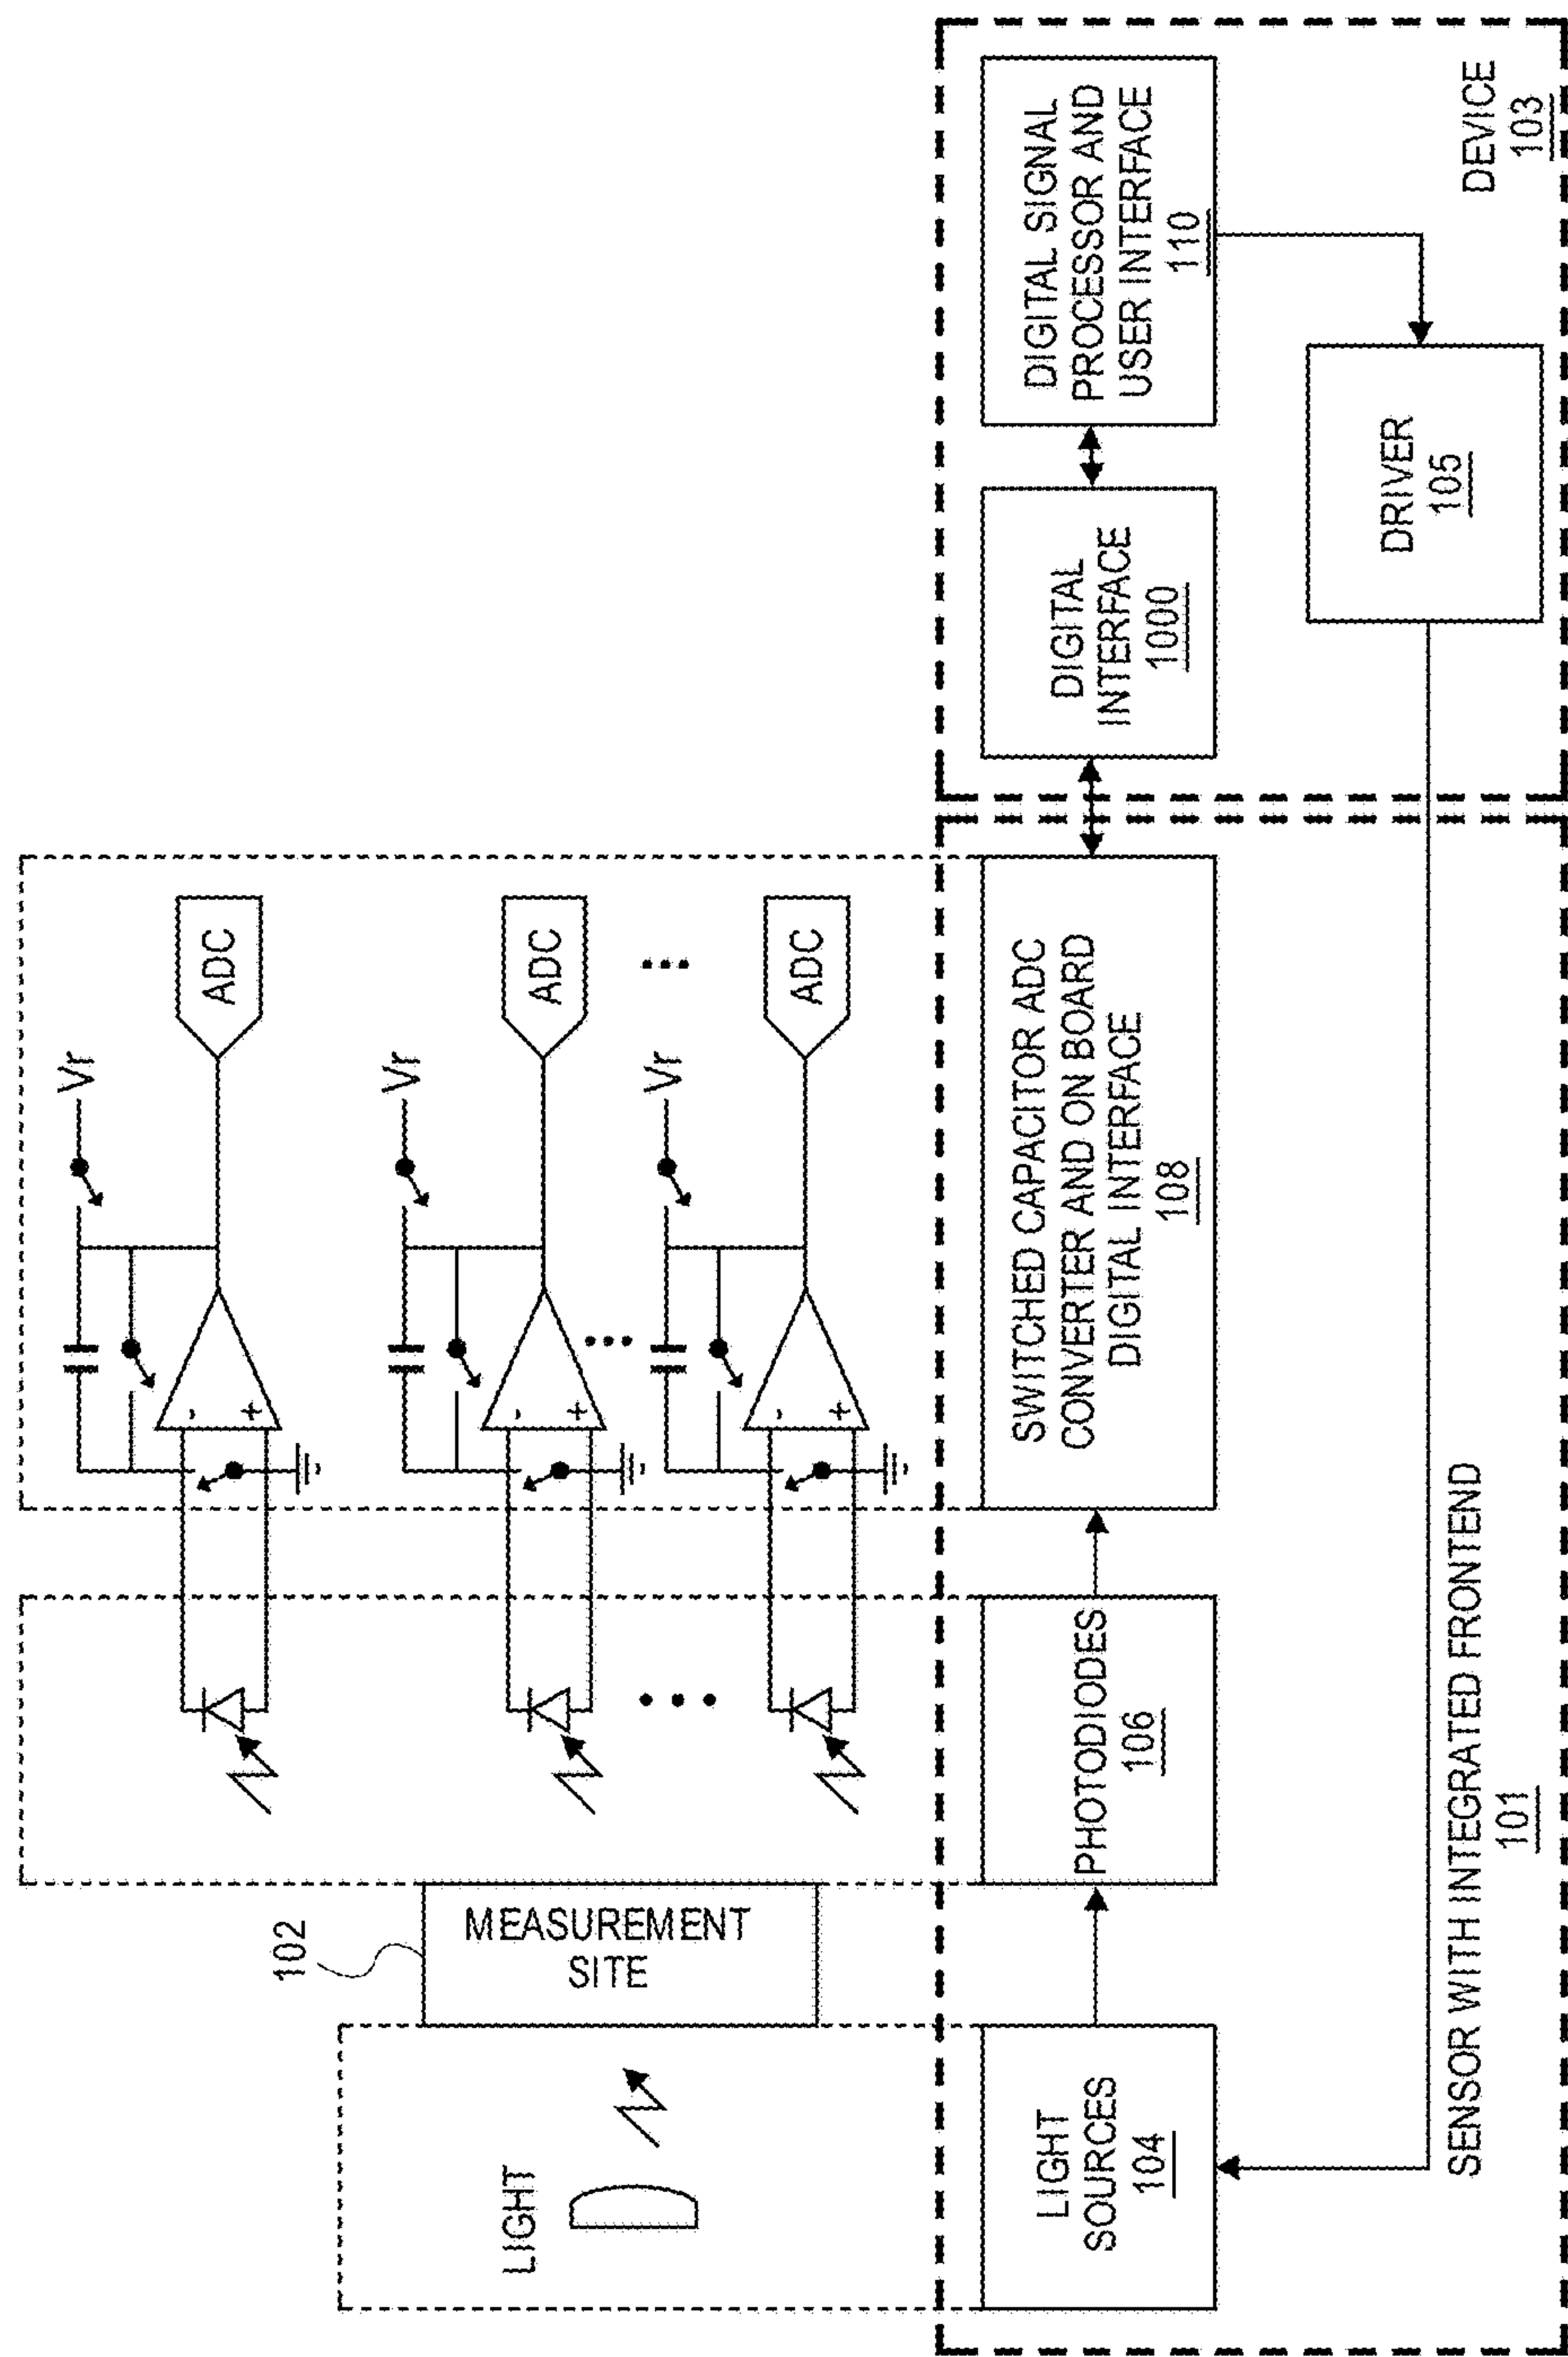 LIGHT
102
MEASUREMENT
SITE
-
+
Vr
ADC
-
+
Vr
ADC
-
+
Vr
ADC
LIGHT
SOURCES
104
PHOTODIODES
106
SWITCHED CAPACITOR ADC
CONVERTER AND ON BOARD
DIGITAL INTERFACE
108
DIGITAL
INTERFACE
1000
DIGITAL SIGNAL
PROCESSOR AND
USER INTERFACE
110
DRIVER
105
SENSOR WITH INTEGRATED FRONTEND
101
DEVICE
103